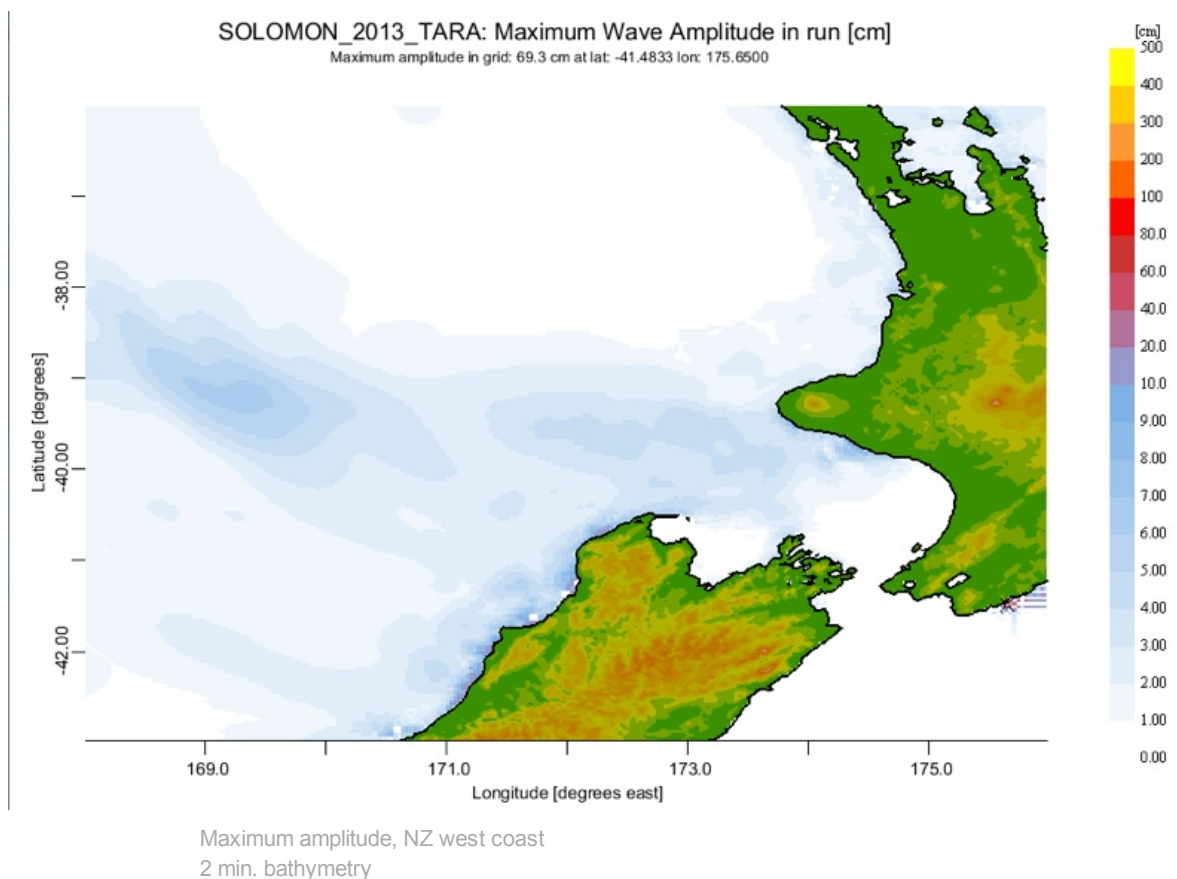 SOLOMON_2013_TARA: Maximum Wave Amplitude in run [cm]
Maximum amplitude in grid: 69.3 cm at lat: -41.4833 lon: 175.6500
[cm]
500
400
300
200
100
80.0
60.0
40.0
20.0
10.0
9.00
8.00
7.00
6.00
5.00
4.00
3.00
2.00
1.00
0.00
Latitude [degrees]
-38.00
-40.00
-42.00
169.0 171.0 173.0 175.0
Longitude [degrees east]
Maximum amplitude, NZ west coast
2 min. bathymetry